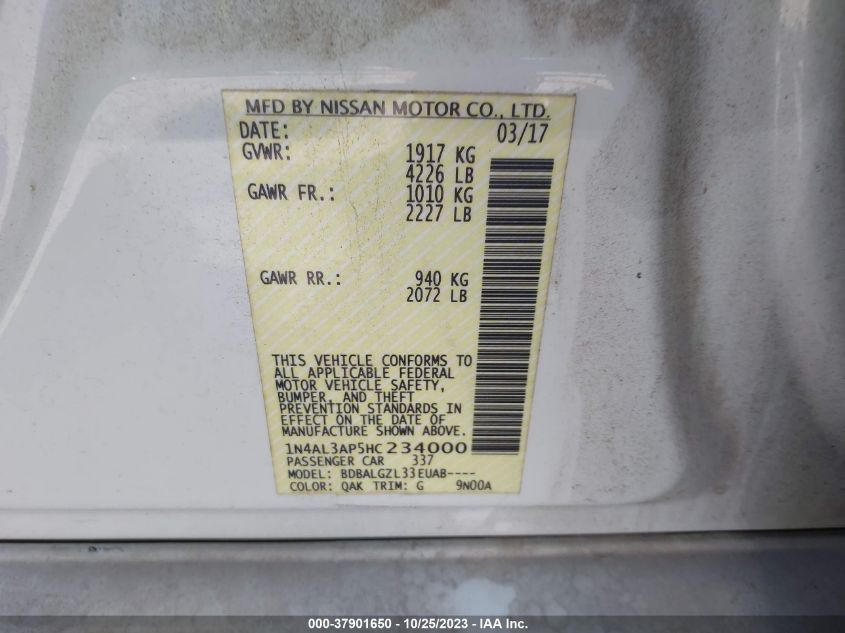 MFD BY NISSAN MOTOR CO., LTD.
DATE: 03/17
GVWR: 1917 KG
4226 LB
GAWR FR.: 1010 KG
2227 LB
GAWR RR.: 940 KG
2072 LB
THIS VEHICLE CONFORMS TO
ALL APPLICABLE FEDERAL
MOTOR VEHICLE SAFETY,
BUMPER, AND THEFT
PREVENTION STANDARDS IN
EFFECT ON THE DATE OF
MANUFACTURE SHOWN ABOVE.
1N4AL3AP5HC234000
PASSENGER CAR 337
MODEL: BDBALGZL33EUAB----
COLOR: QAK TRIM: G 9N00A
000-37901650 - 10/25/2023 - IAA Inc.